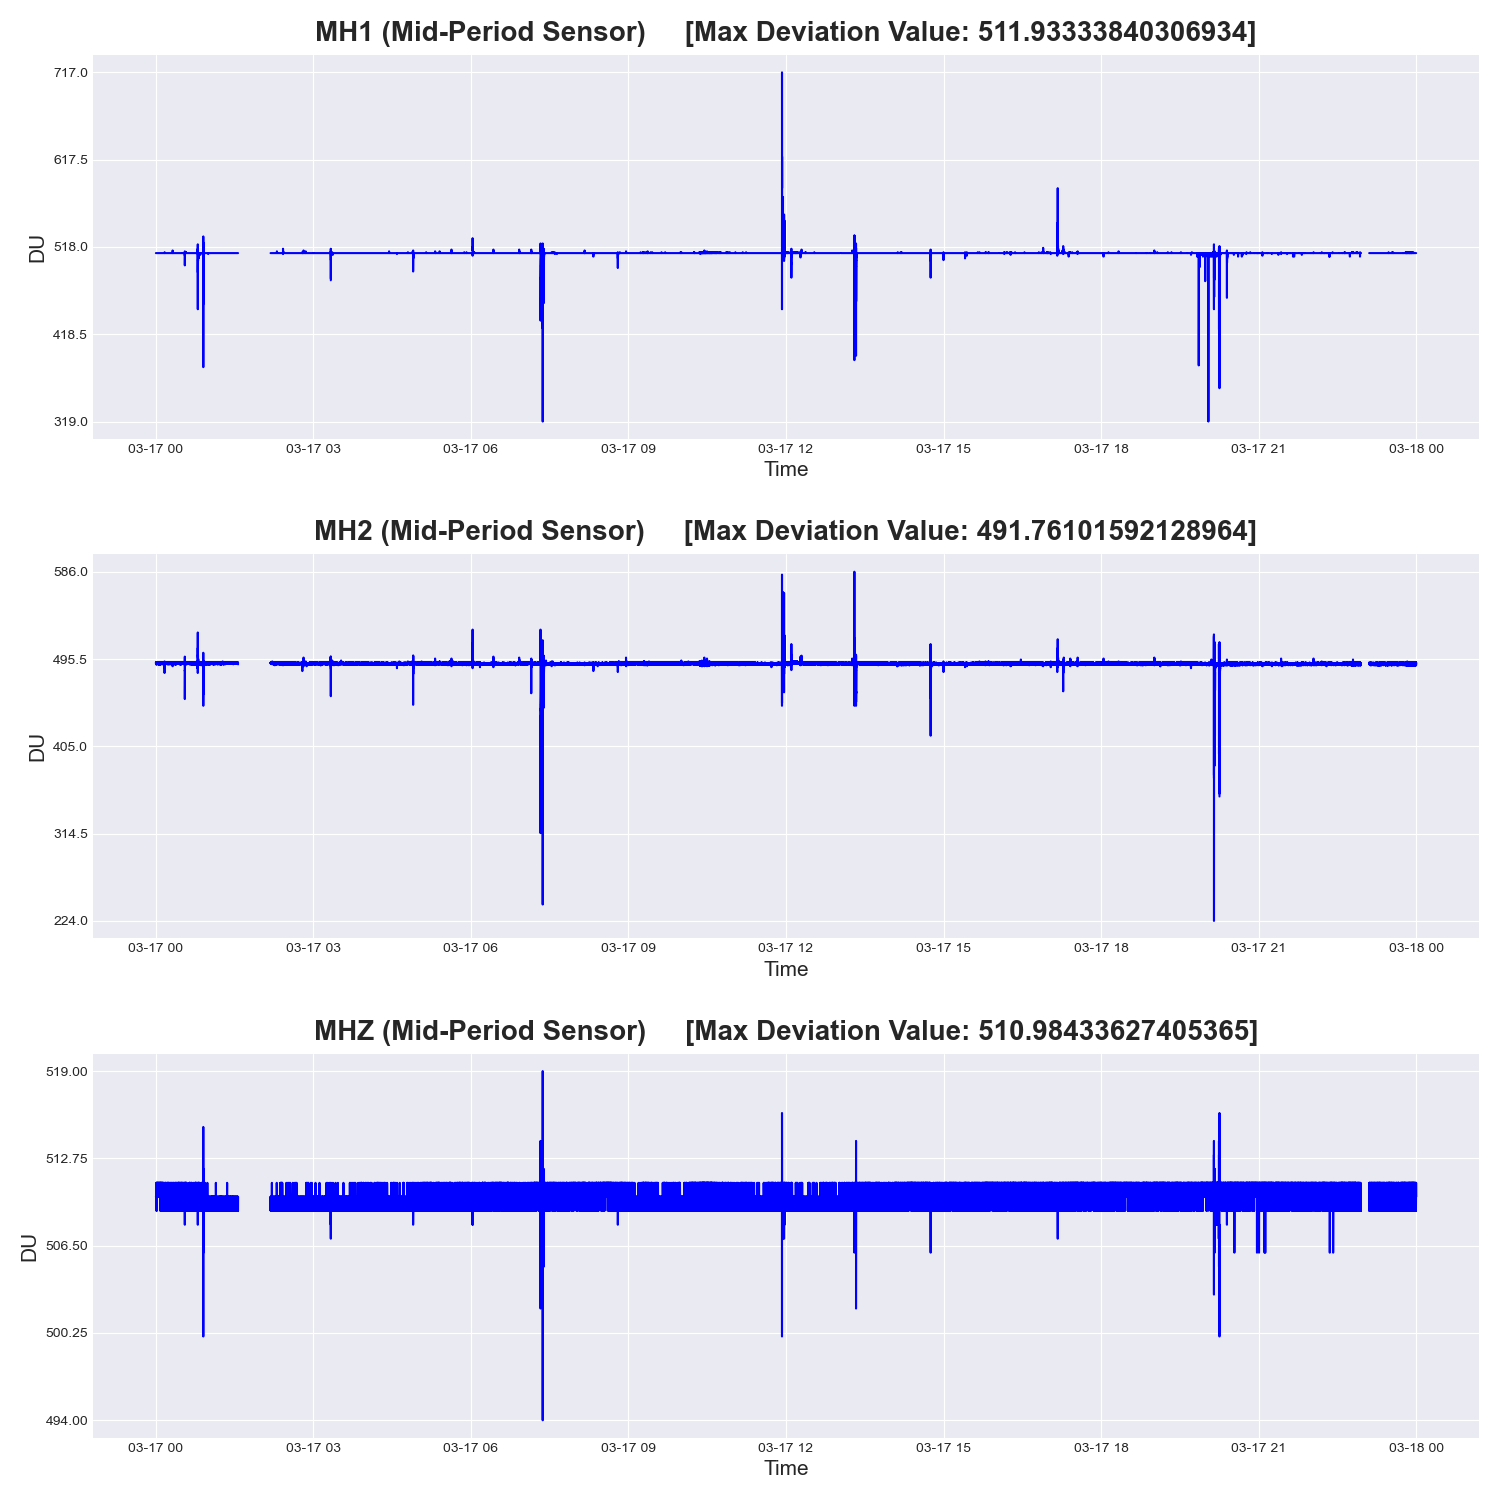 MH1 (Mid-Period Sensor) [Max Deviation Value: 511.93333840306934]
717.0
617.5
518.0
418.5
319.0
DU
03-17 00 03-17 03 03-17 06 03-17 09 03-17 12 03-17 15 03-17 18 03-17 21 03-18 00
Time
MH2 (Mid-Period Sensor) [Max Deviation Value: 491.76101592128964]
586.0
495.5
405.0
314.5
224.0
DU
03-17 00 03-17 03 03-17 06 03-17 09 03-17 12 03-17 15 03-17 18 03-17 21 03-18 00
Time
MHZ (Mid-Period Sensor) [Max Deviation Value: 510.98433627405365]
519.00
512.75
506.50
500.25
494.00
DU
03-17 00 03-17 03 03-17 06 03-17 09 03-17 12 03-17 15 03-17 18 03-17 21 03-18 00
Time